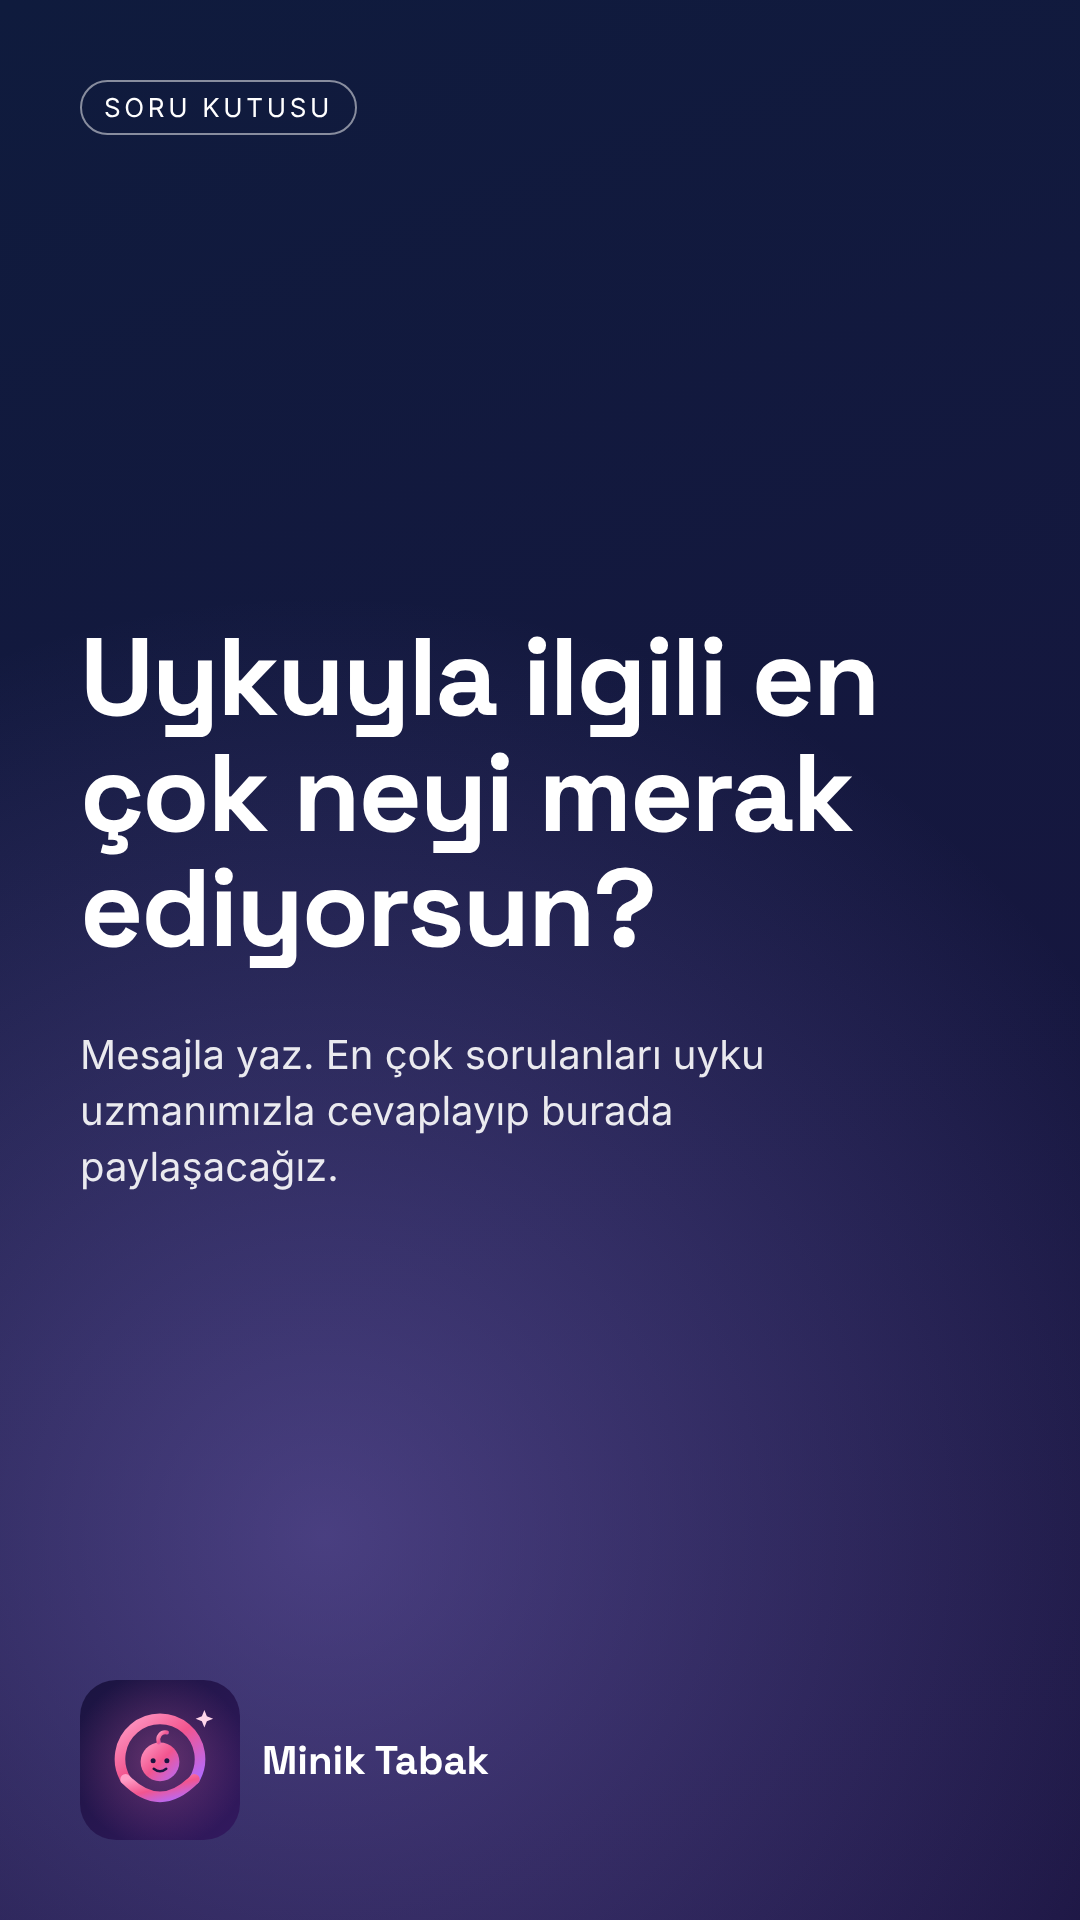 SORU KUTUSU
Uykuyla ilgili en
çok neyi merak
ediyorsun?
Mesajla yaz. En çok sorulanları uyku
uzmanımızla cevaplayıp burada
paylaşacağız.
Minik Tabak